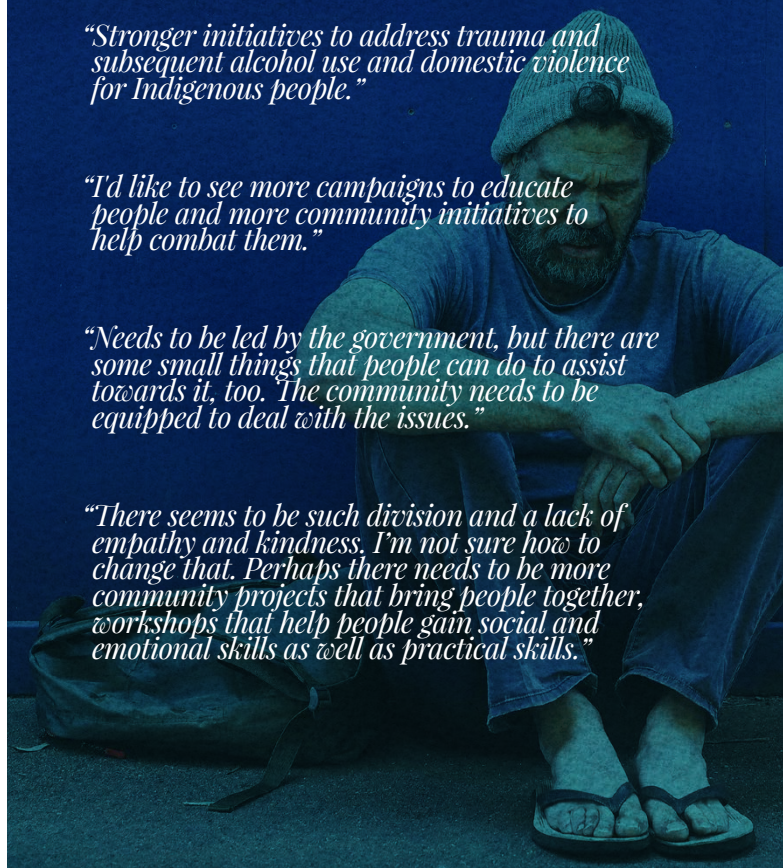 “Stronger initiatives to address trauma and
subsequent alcohol use and domestic violence
for Indigenous people.”
“I'd like to see more campaigns to educate
people and more community initiatives to
help combat them.”
“Needs to be led by the government, but there are
some small things that people can do to assist
towards it, too. The community needs to be
equipped to deal with the issues.”
“There seems to be such division and a lack of
empathy and kindness. I’m not sure how to
change that. Perhaps there needs to be more
community projects that bring people together,
workshops that help people gain social and
emotional skills as well as practical skills.”